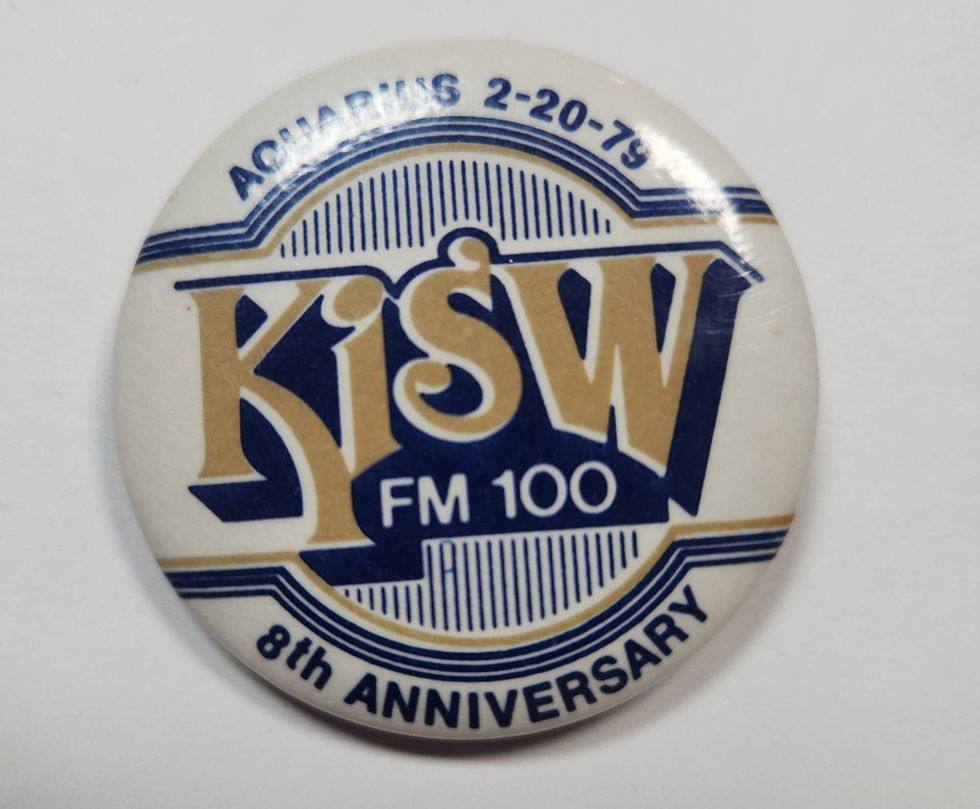 AQUARIUS 2-20-79
KiSW
FM 100
8th ANNIVERSARY